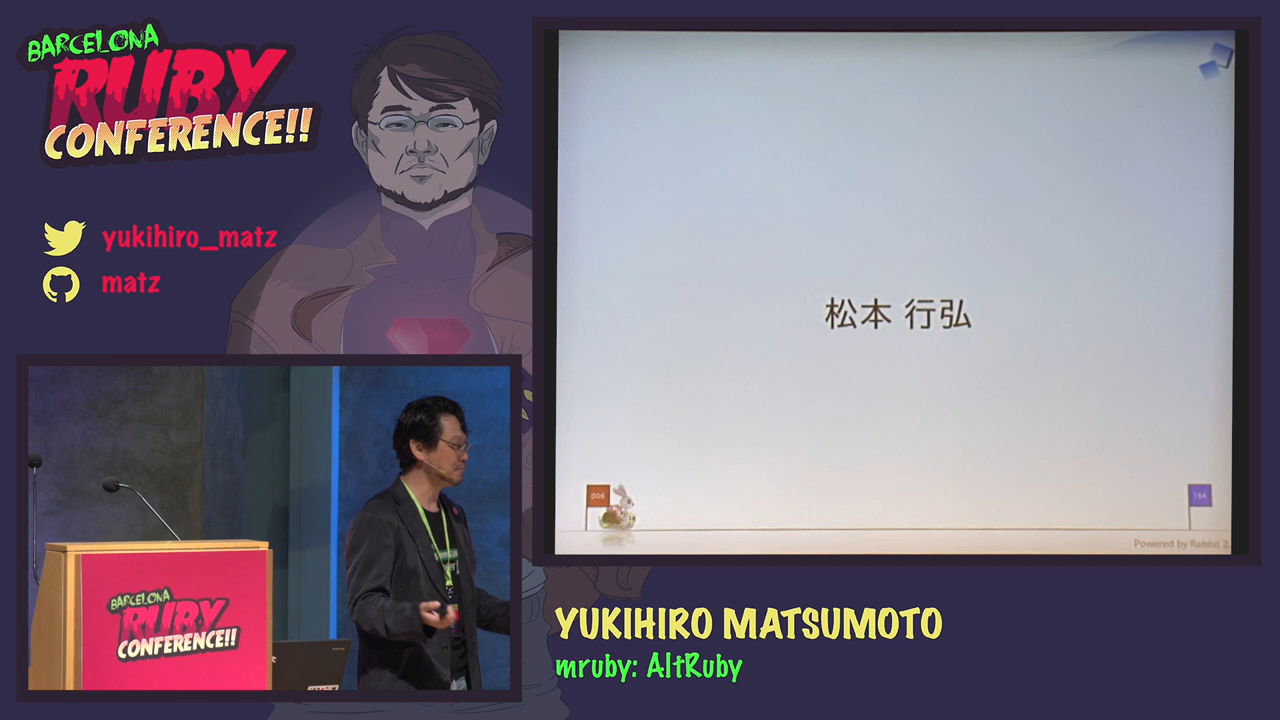 BARCELONA
RUBY
CONFERENCE!!
yukihiro_matz
matz
松本 行弘
006
164
Powered by Rabbit 2
BARCELONA
RUBY
CONFERENCE!!
YUKIHIRO MATSUMOTO
mruby: AltRuby